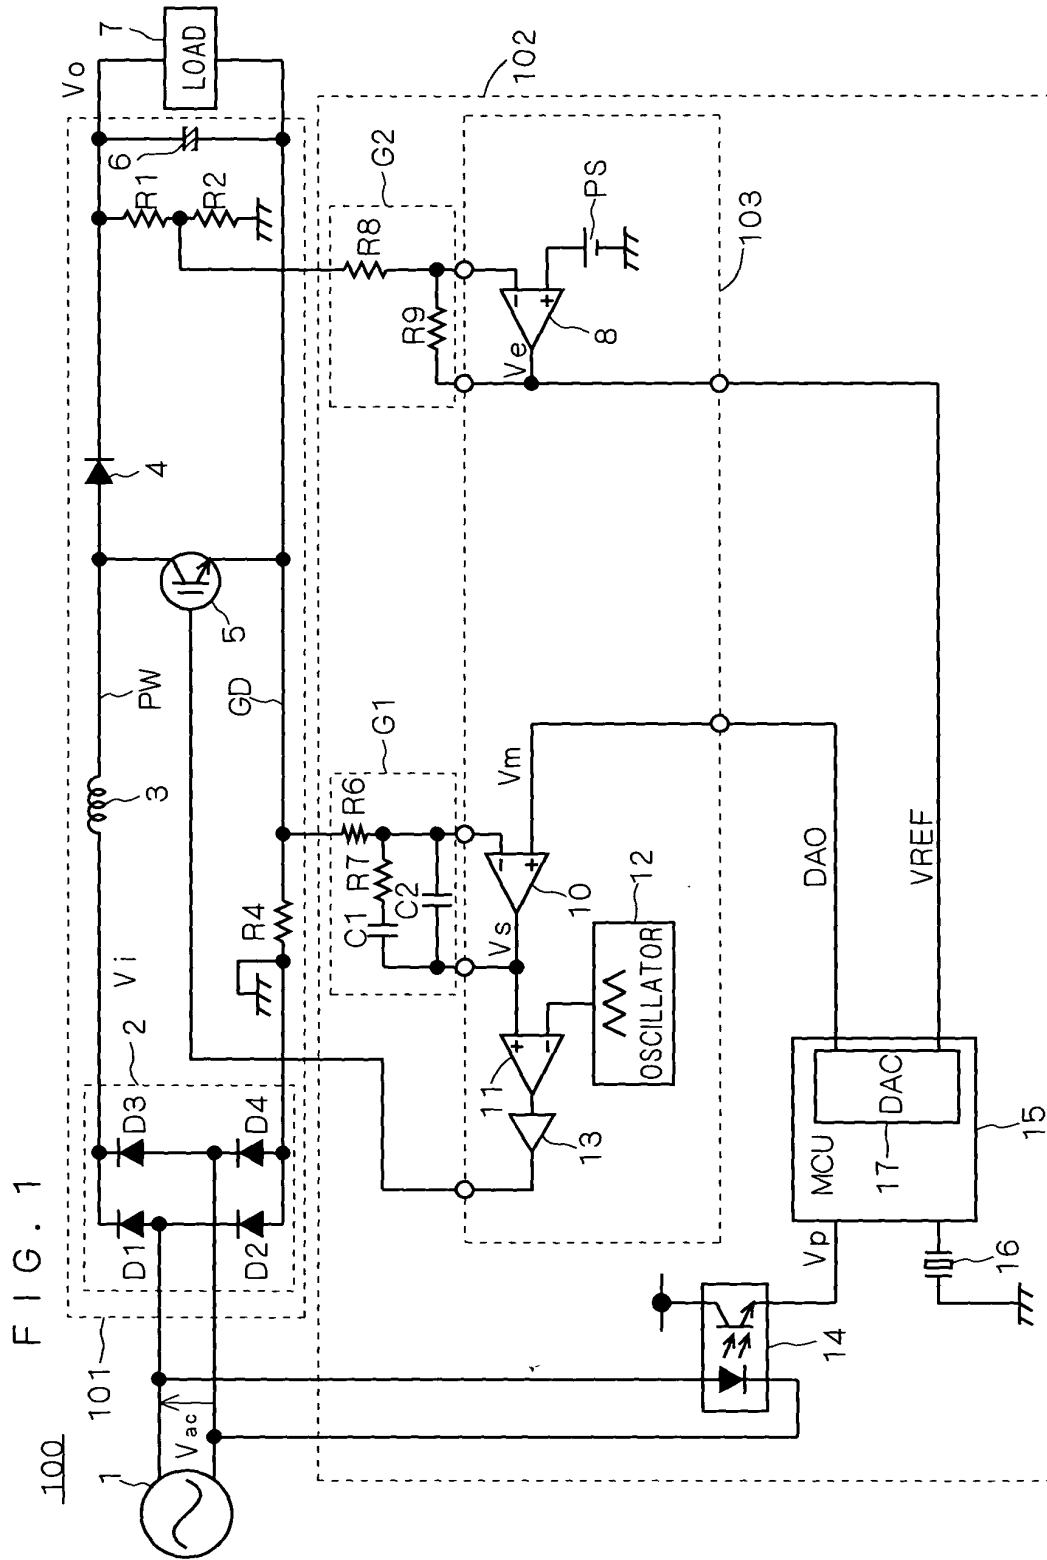 FIG. 1
100
101
1
Vac
2
D1
D3
D2
D4
Vi
3
PW
4
5
GD
R4
Vo
6
7
LOAD
R1
R2
102
G1
R6
R7
C1
C2
G2
R8
R9
103
Vm
10
Vs
11
13
12
OSCILLATOR
Ve
8
PS
DAO
VREF
14
Vp
MCU
17
DAC
15
16